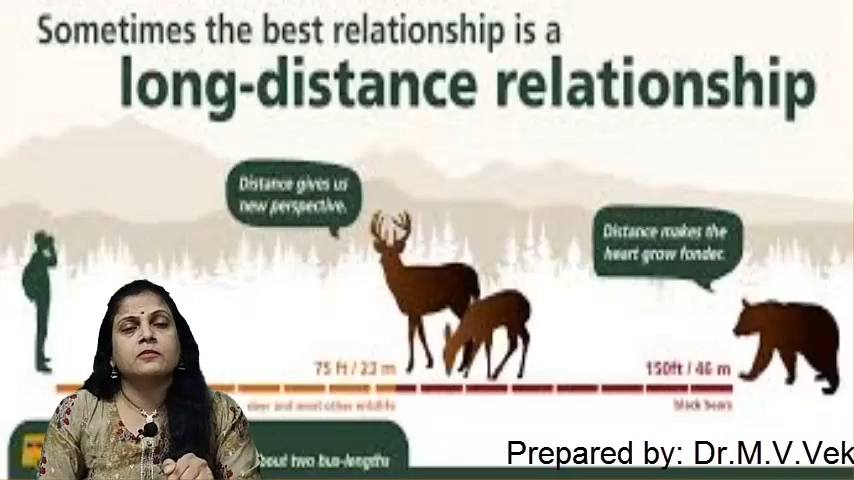 Sometimes the best relationship is a
long-distance relationship
Distance gives us
new perspective.
Distance makes the
heart grow fonder.
75 ft / 23 m
150ft / 46 m
deer and most other wildlife
black bears
About two bus-lengths
Prepared by: Dr.M.V.Vek